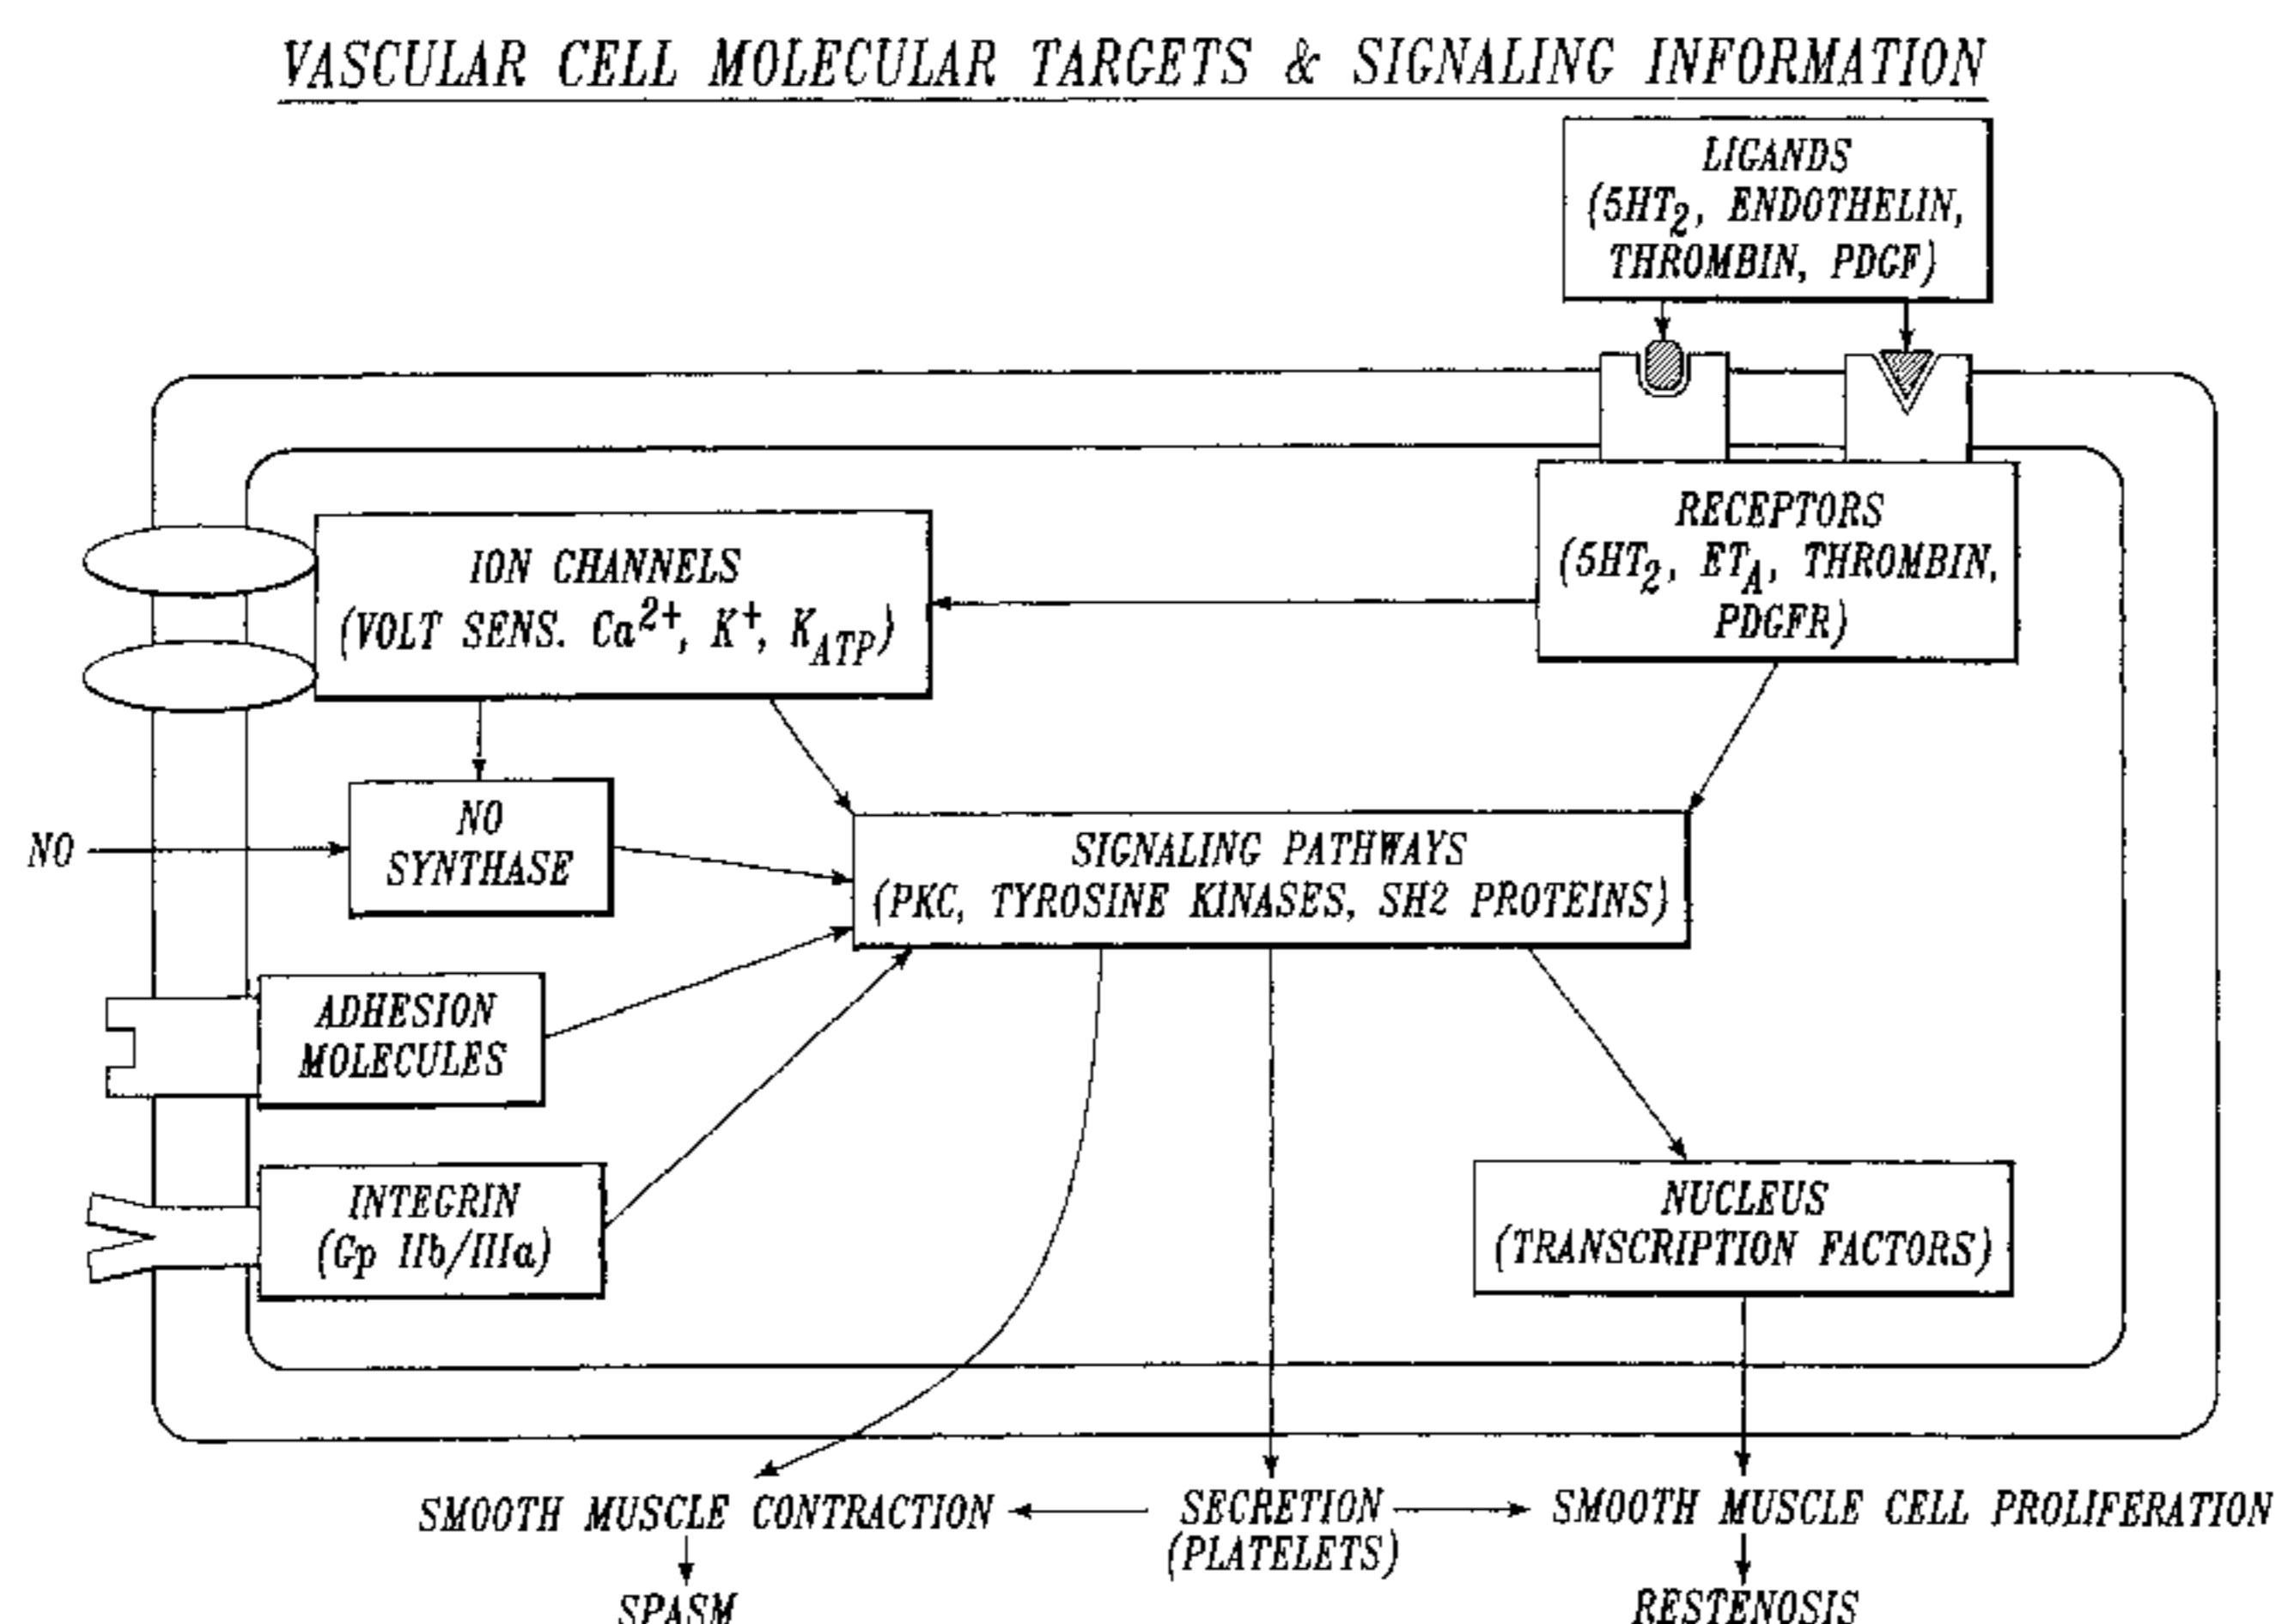 VASCULAR CELL MOLECULAR TARGETS & SIGNALING INFORMATION
LIGANDS
(5HT2, ENDOTHELIN,
THROMBIN, PDGF)
RECEPTORS
(5HT2, ETA, THROMBIN,
PDGFR)
ION CHANNELS
(VOLT SENS. Ca2+, K+, KATP)
NO
SYNTHASE
NO
SIGNALING PATHWAYS
(PKC, TYROSINE KINASES, SH2 PROTEINS)
ADHESION
MOLECULES
INTEGRIN
(Gp IIb/IIIa)
NUCLEUS
(TRANSCRIPTION FACTORS)
SMOOTH MUSCLE CONTRACTION
SECRETION
(PLATELETS)
SMOOTH MUSCLE CELL PROLIFERATION
SPASM
RESTENOSIS